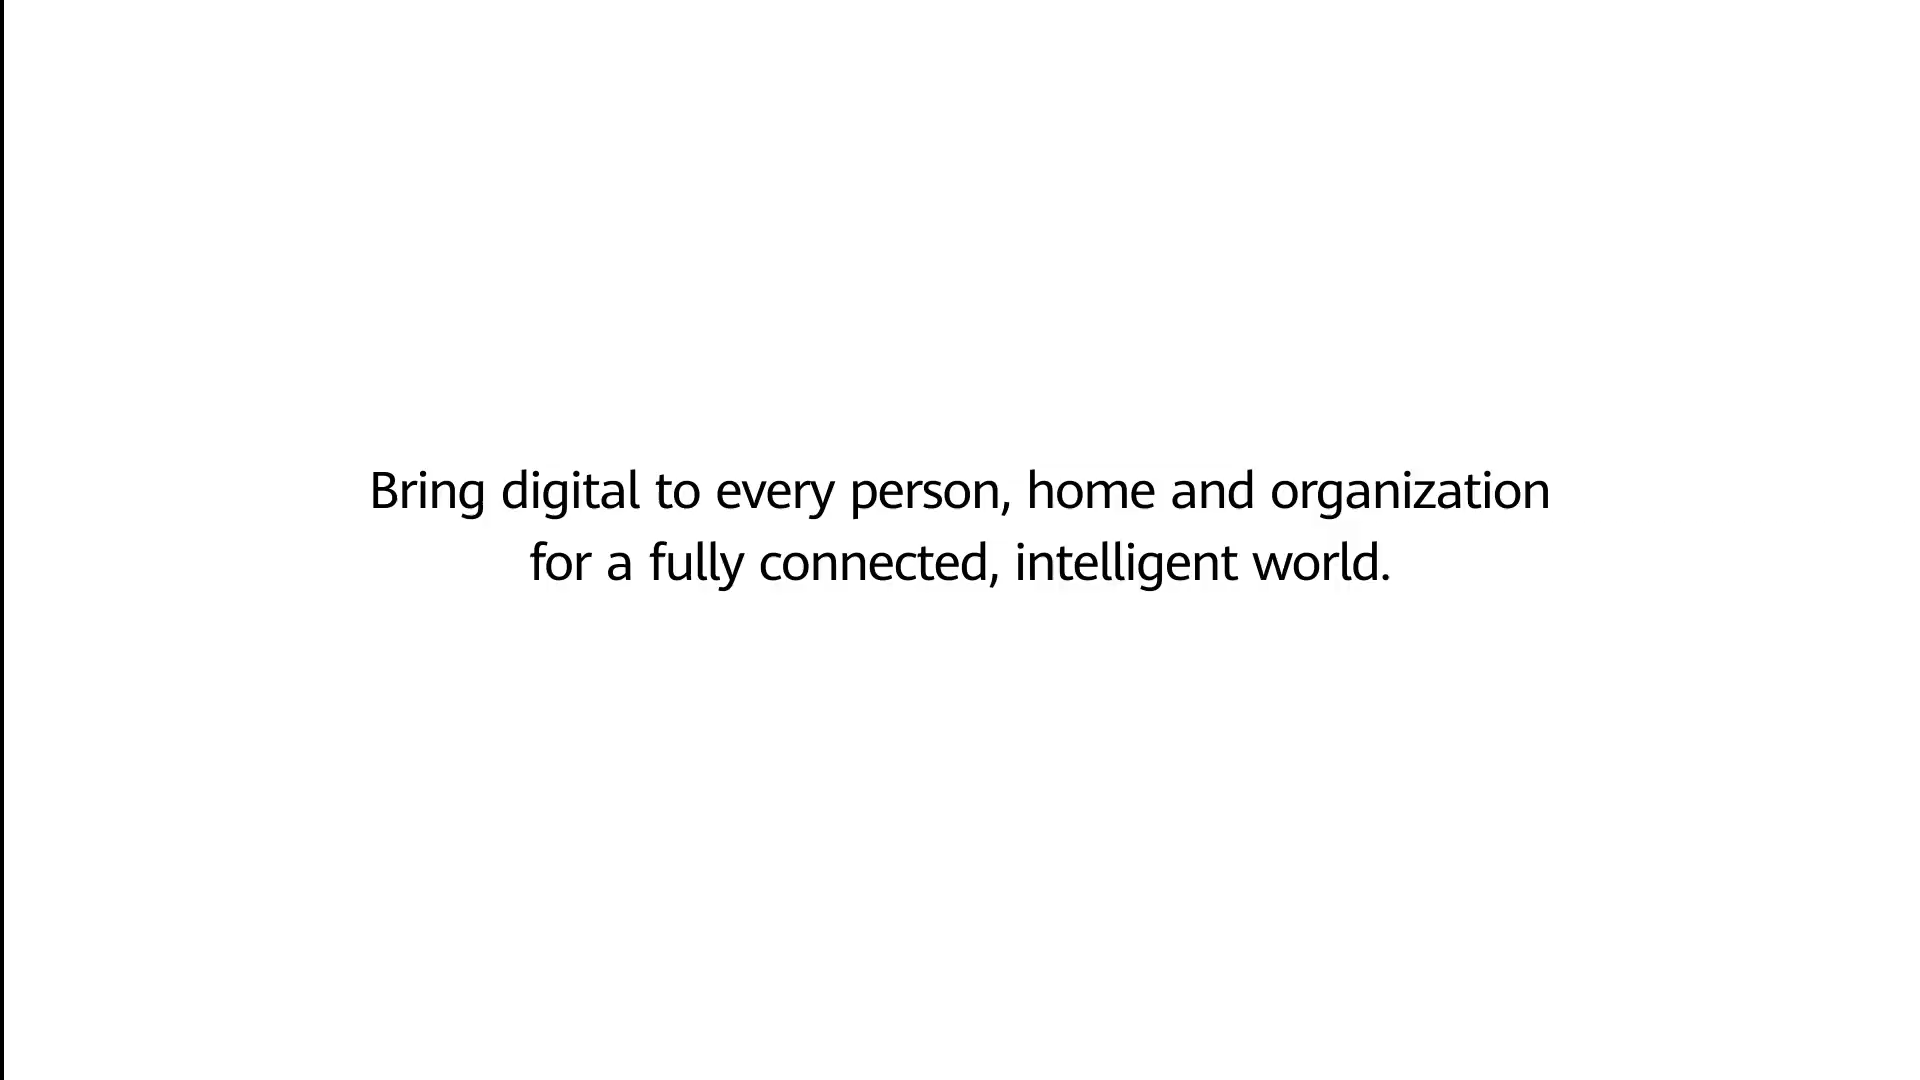 Bring digital to every person, home and organization
for a fully connected, intelligent world.